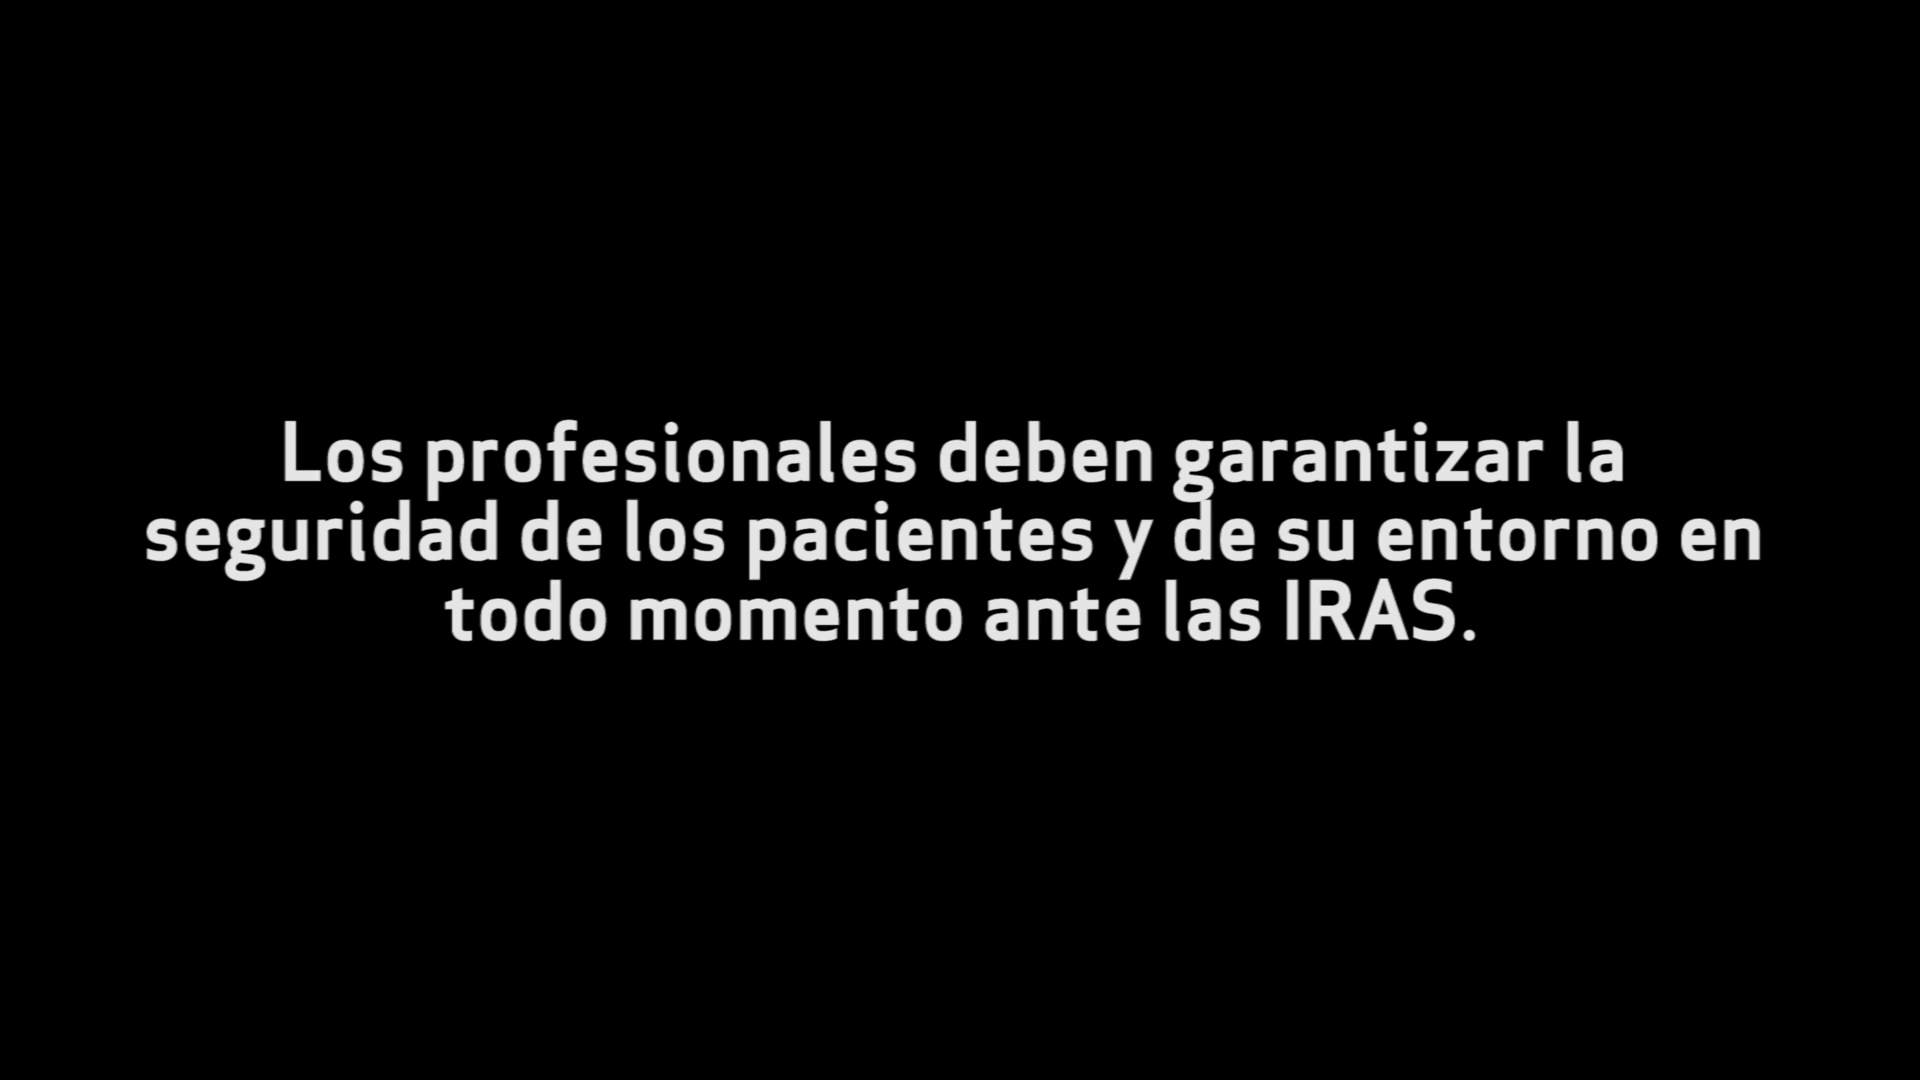 Los profesionales deben garantizar la
seguridad de los pacientes y de su entorno en
todo momento ante las IRAS.